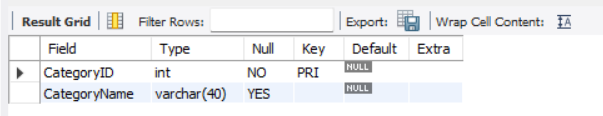 Result Grid Filter Rows: Export: Wrap Cell Content: IA
Field Type Null Key Default Extra
CategoryID int NO PRI NULL
CategoryName varchar(40) YES NULL